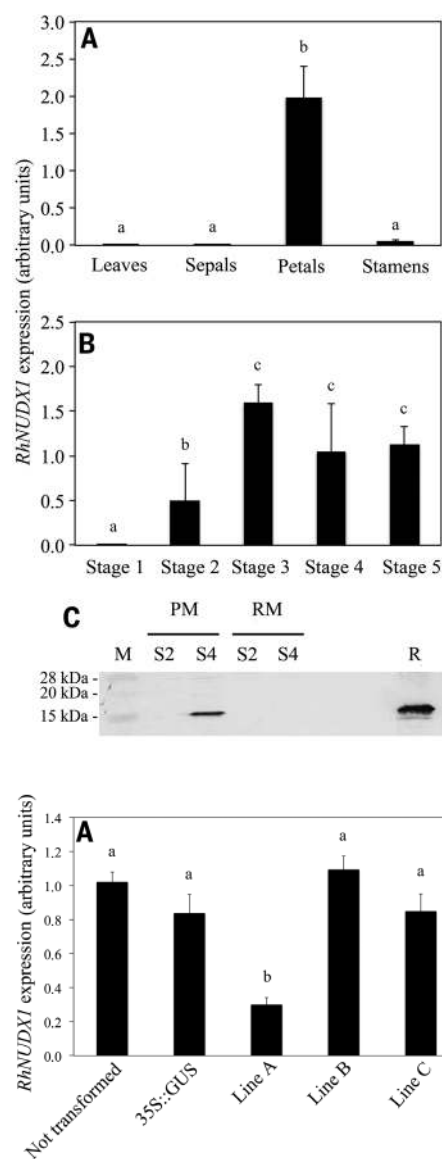 A
3.0
2.5
2.0
1.5
1.0
0.5
0.0
a
a
b
a
Leaves Sepals Petals Stamens
RhNUDX1 expression (arbitrary units)
B
2.5
2.0
1.5
1.0
0.5
0.0
a
b
c
c
c
Stage 1 Stage 2 Stage 3 Stage 4 Stage 5
C
PM RM
M S2 S4 S2 S4 R
28 kDa -
20 kDa -
15 kDa -
A
RhNUDX1 expression (arbitrary units)
1.4
1.2
1.0
0.8
0.6
0.4
0.2
0.0
a
a
b
a
a
Not transformed
35S::GUS
Line A
Line B
Line C